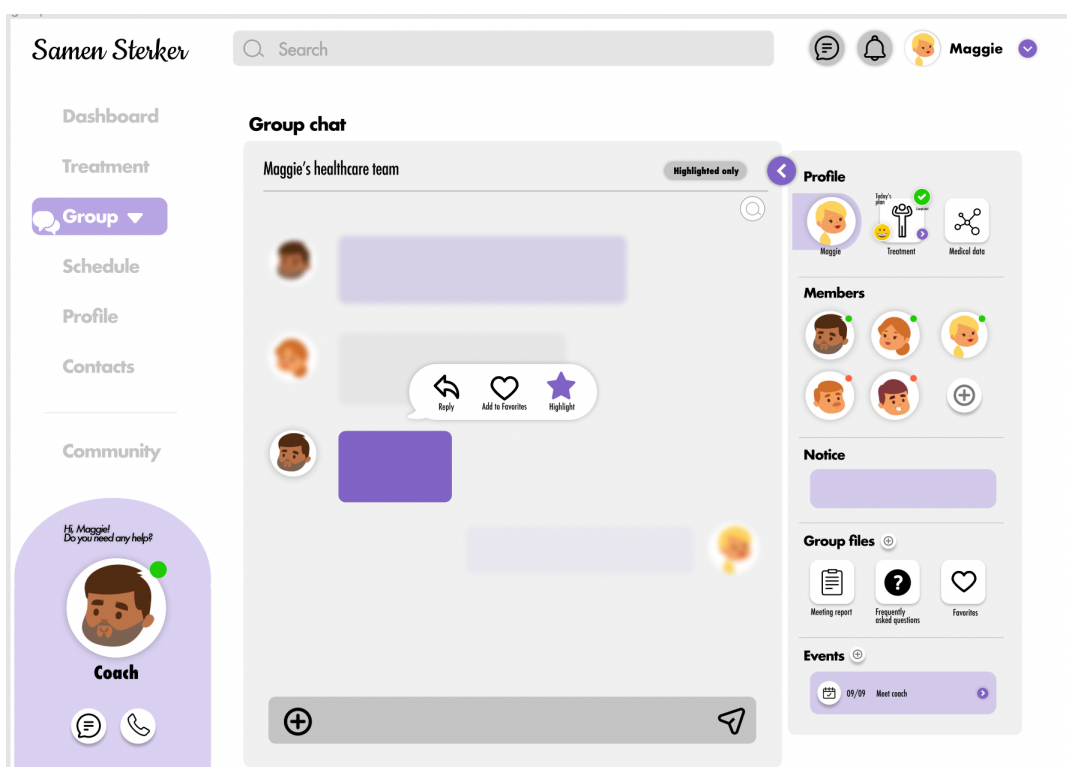 Samen Sterker
Search
Maggie
Dashboard
Treatment
Group
Schedule
Profile
Contacts
Community
Hi, Maggie!
Do you need any help?
Coach
Group chat
Maggie's healthcare team
Highlighted only
Reply
Add to Favorites
Highlight
Profile
Maggie
Today's
plan
Treatment
Medical data
Members
Notice
Group files
Meeting report
Frequently
asked questions
Favorites
Events
09/09 Meet coach